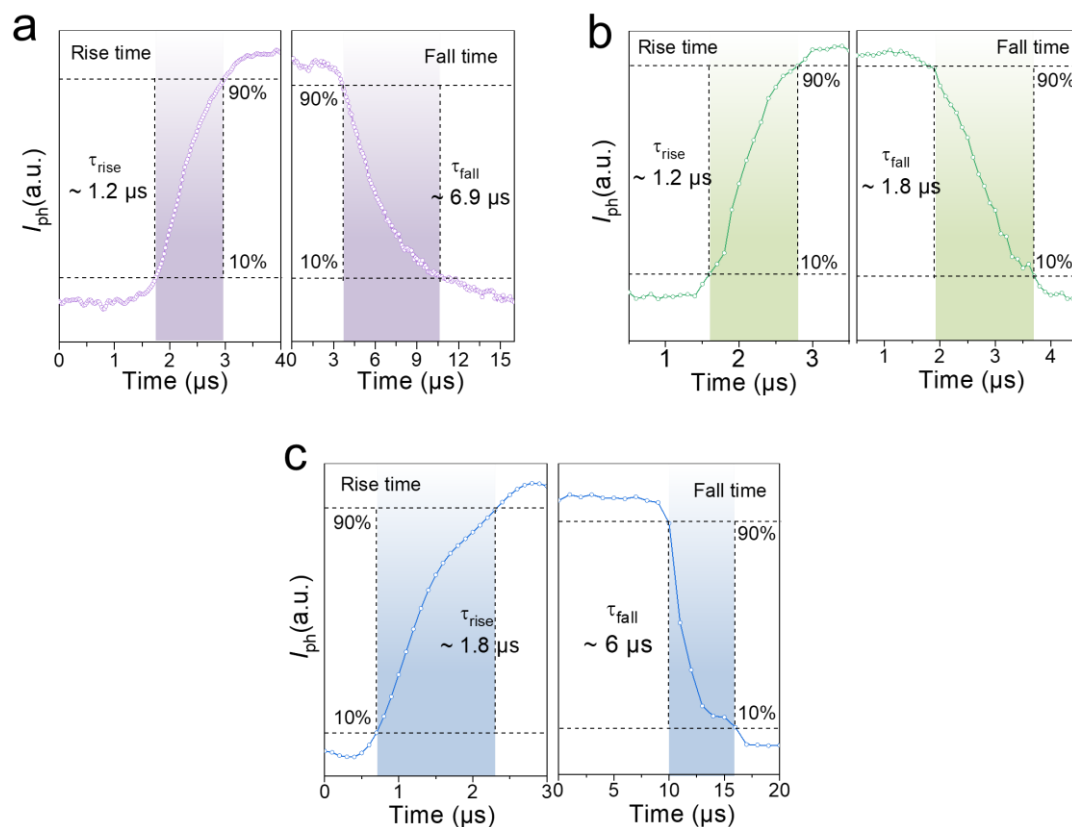 a
Rise time
Fall time
90%
90%
τrise
~ 1.2 µs
τfall
~ 6.9 µs
10%
10%
Iph(a.u.)
0 1 2 3 4
0 3 6 9 12 15
Time (µs)
Time (µs)
b
Rise time
Fall time
90%
90%
τrise
~ 1.2 µs
τfall
~ 1.8 µs
10%
10%
Iph(a.u.)
1 2 3
1 2 3 4
Time (µs)
Time (µs)
c
Rise time
Fall time
90%
90%
τrise
~ 1.8 µs
τfall
~ 6 µs
10%
10%
Iph(a.u.)
0 1 2 3
0 5 10 15 20
Time (µs)
Time (µs)